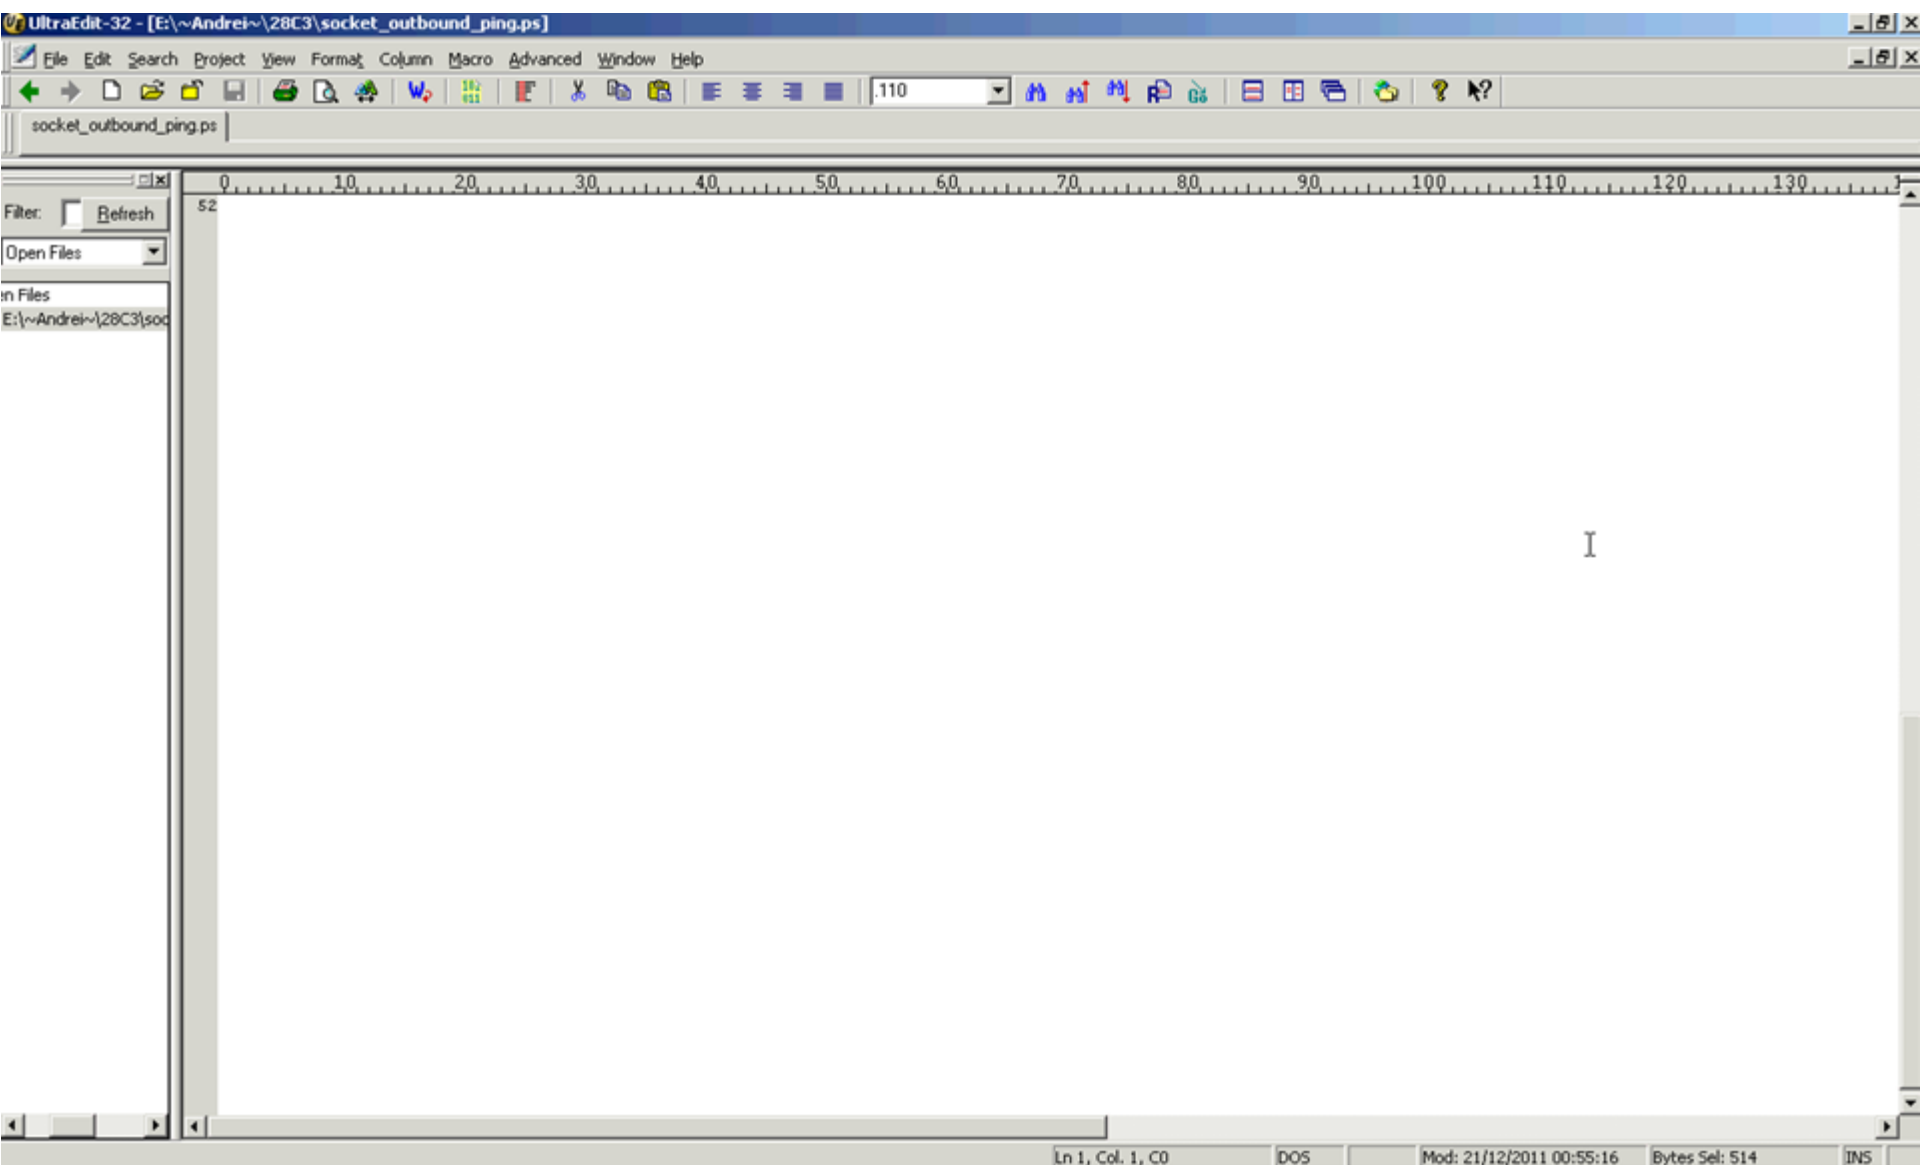 UltraEdit-32 - [E:\~Andrei~\28C3\socket_outbound_ping.ps]
File Edit Search Project View Format Column Macro Advanced Window Help
.110
socket_outbound_ping.ps
0 10 20 30 40 50 60 70 80 90 100 110 120 130
Filter: Refresh
52
Open Files
en Files
E:\~Andrei~\28C3\soc
Ln 1, Col. 1, C0 DOS Mod: 21/12/2011 00:55:16 Bytes Sel: 514 INS